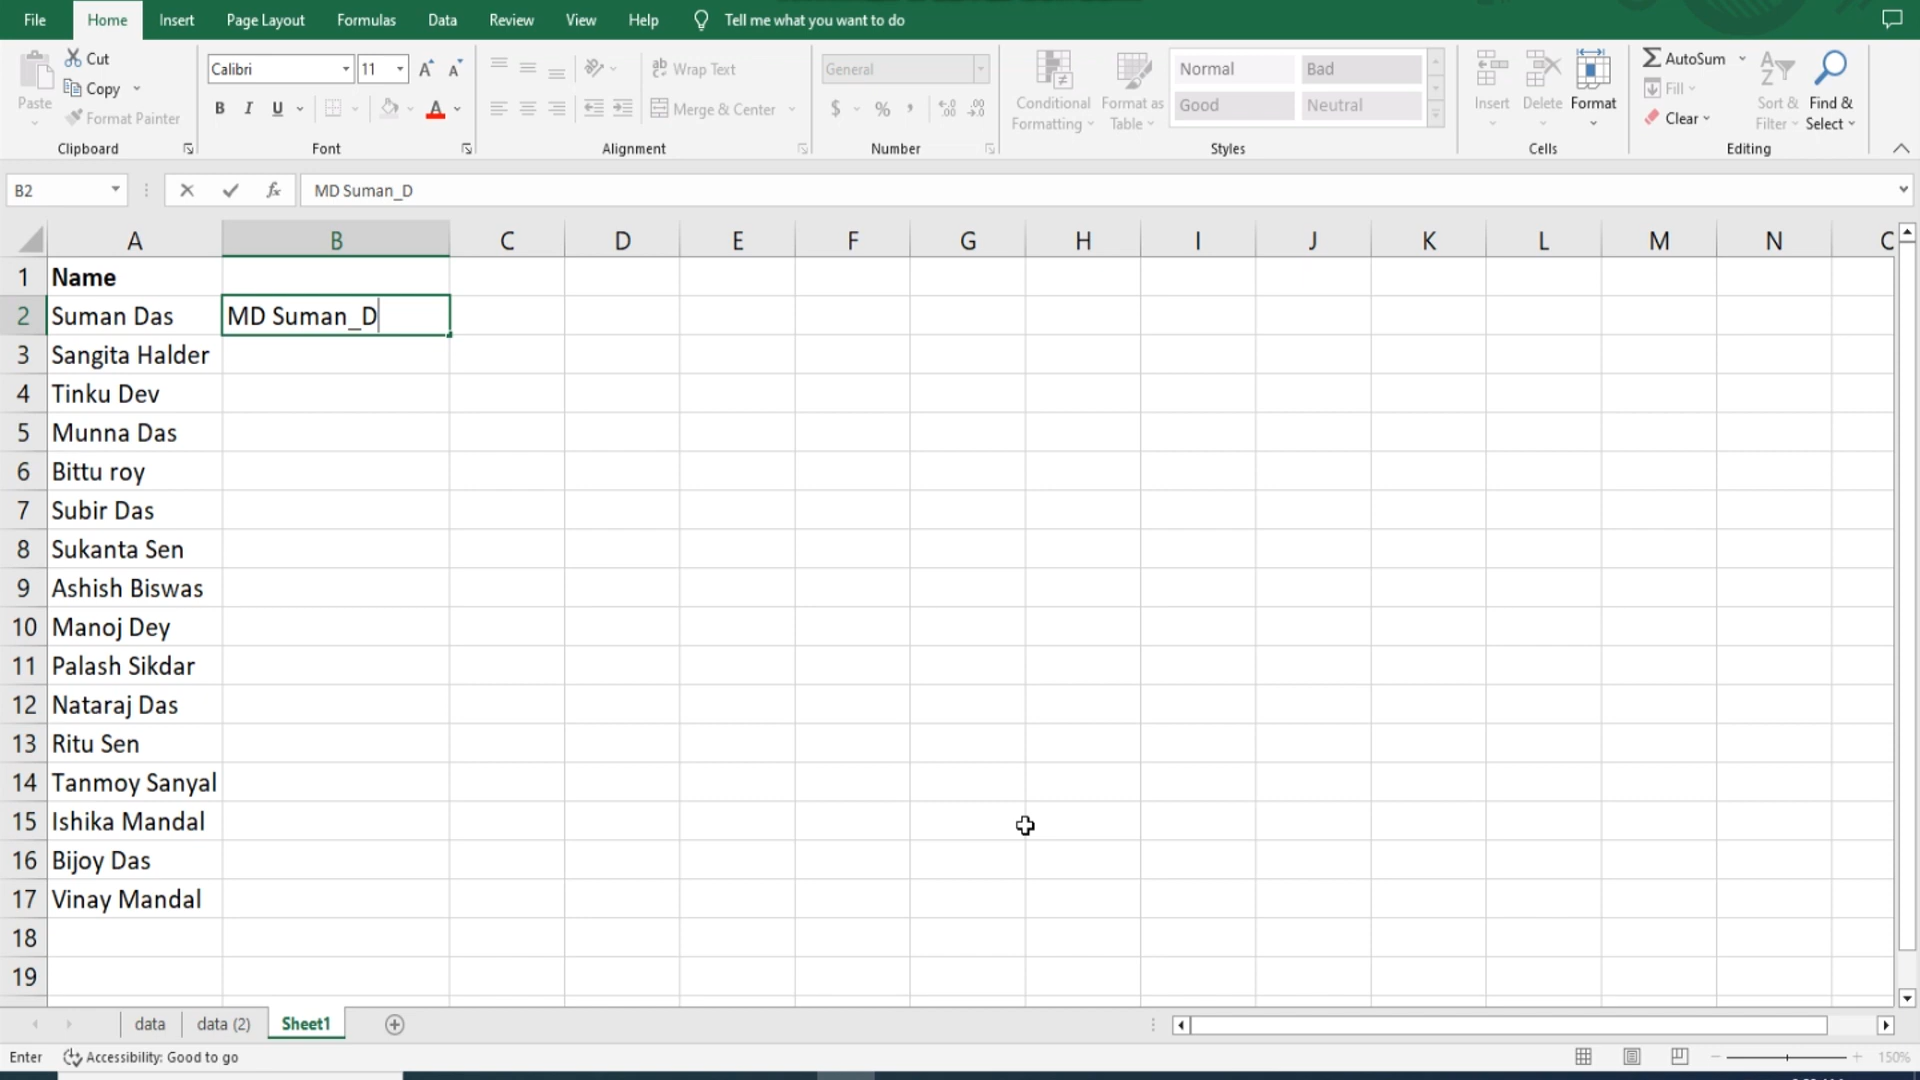 File Home Insert Page Layout Formulas Data Review View Help Tell me what you want to do
Paste
Cut
Copy
Format Painter
Clipboard
Calibri 11 A A
B I U A
Font
ab Wrap Text
Merge & Center
Alignment
General
$ % ,
Number
Conditional Formatting
Format as Table
Normal Bad
Good Neutral
Styles
Insert Delete Format
Cells
AutoSum
Fill
Clear
Sort & Filter
Find & Select
Editing
B2 fx MD Suman_D
A B C D E F G H I J K L M N
1 Name
2 Suman Das MD Suman_D
3 Sangita Halder
4 Tinku Dev
5 Munna Das
6 Bittu roy
7 Subir Das
8 Sukanta Sen
9 Ashish Biswas
10 Manoj Dey
11 Palash Sikdar
12 Nataraj Das
13 Ritu Sen
14 Tanmoy Sanyal
15 Ishika Mandal
16 Bijoy Das
17 Vinay Mandal
18
19
data data (2) Sheet1
Enter Accessibility: Good to go 150%